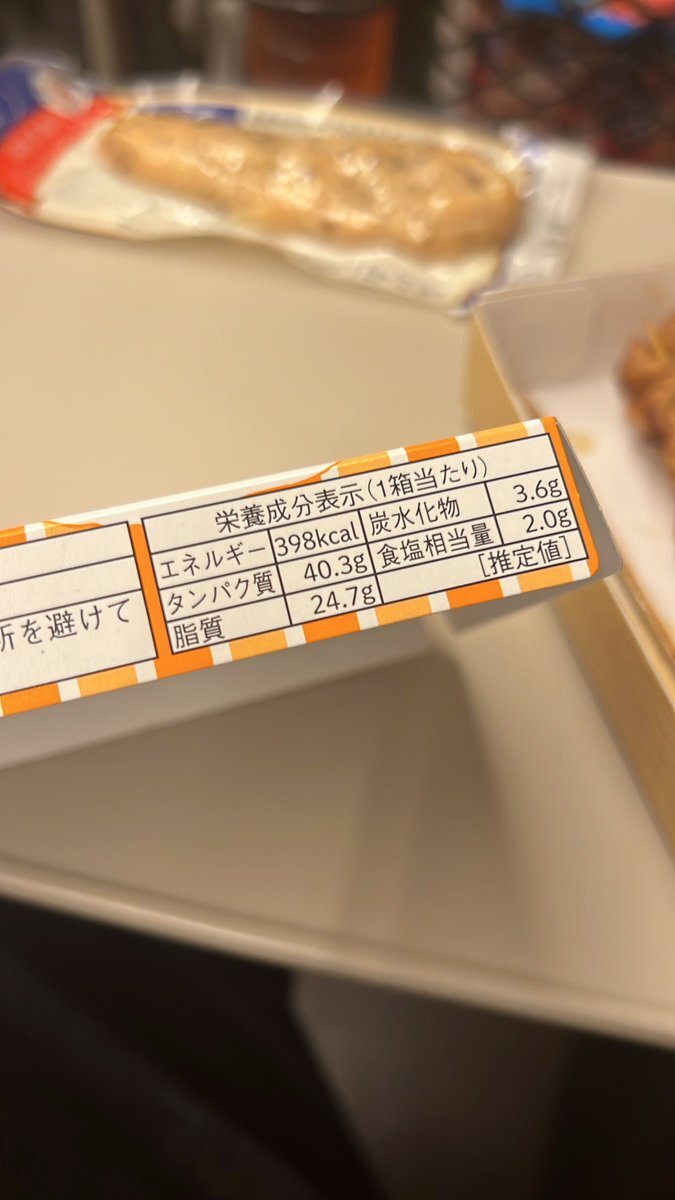 所を避けて
栄養成分表示(1箱当たり)
エネルギー 398kcal 炭水化物 3.6g
タンパク質 40.3g 食塩相当量 2.0g
脂質 24.7g [推定値]